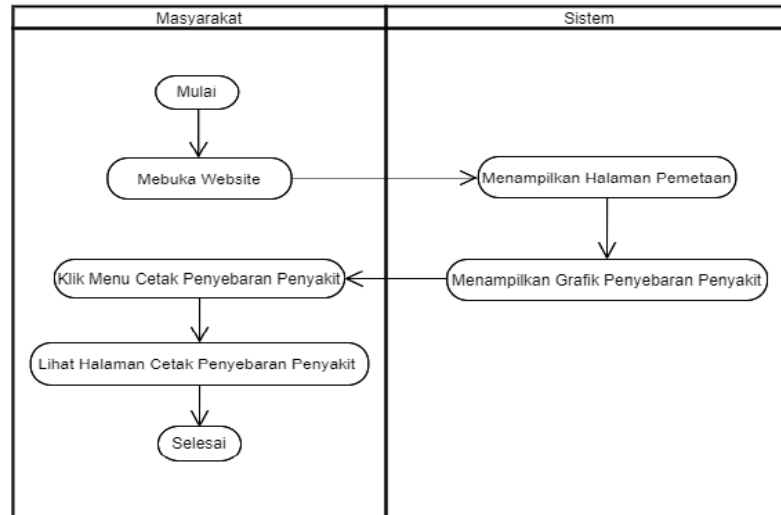 Masyarakat
Sistem
Mulai
Mebuka Website
Menampilkan Halaman Pemetaan
Klik Menu Cetak Penyebaran Penyakit
Menampilkan Grafik Penyebaran Penyakit
Lihat Halaman Cetak Penyebaran Penyakit
Selesai